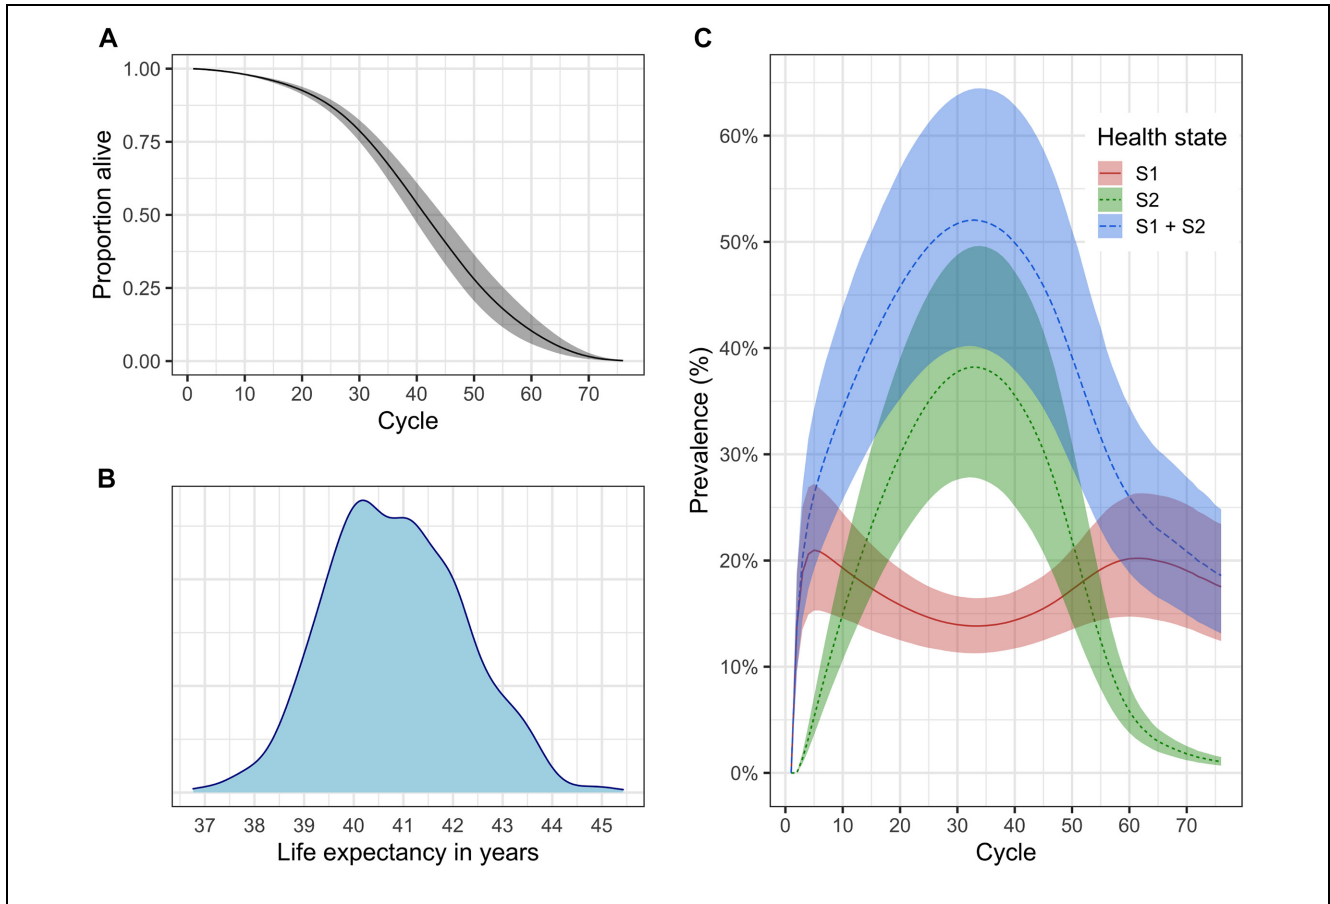 A
Proportion alive
1.00
0.75
0.50
0.25
0.00
0 10 20 30 40 50 60 70
Cycle
B
37 38 39 40 41 42 43 44 45
Life expectancy in years
C
Prevalence (%)
60%
50%
40%
30%
20%
10%
0%
Health state
S1
S2
S1 + S2
0 10 20 30 40 50 60 70
Cycle